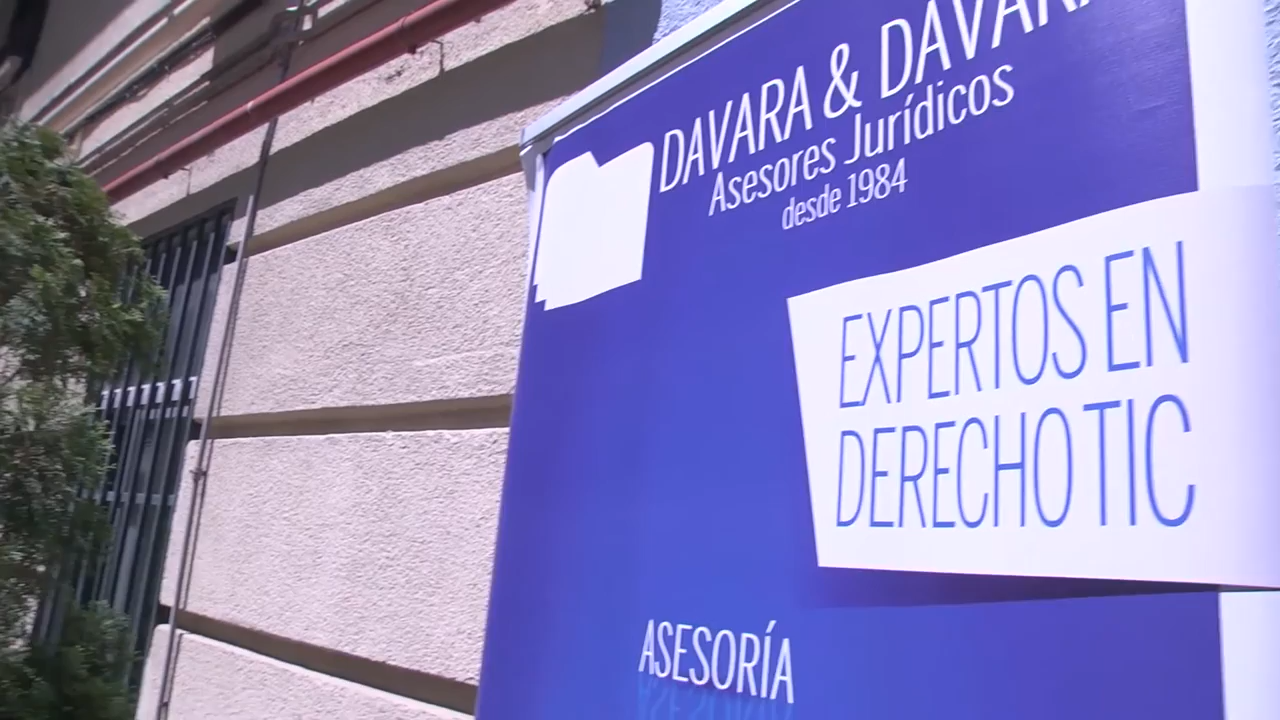 DAVARA & DAVARA
Asesores Jurídicos
desde 1984
EXPERTOS EN
DERECHO TIC
ASESORÍA